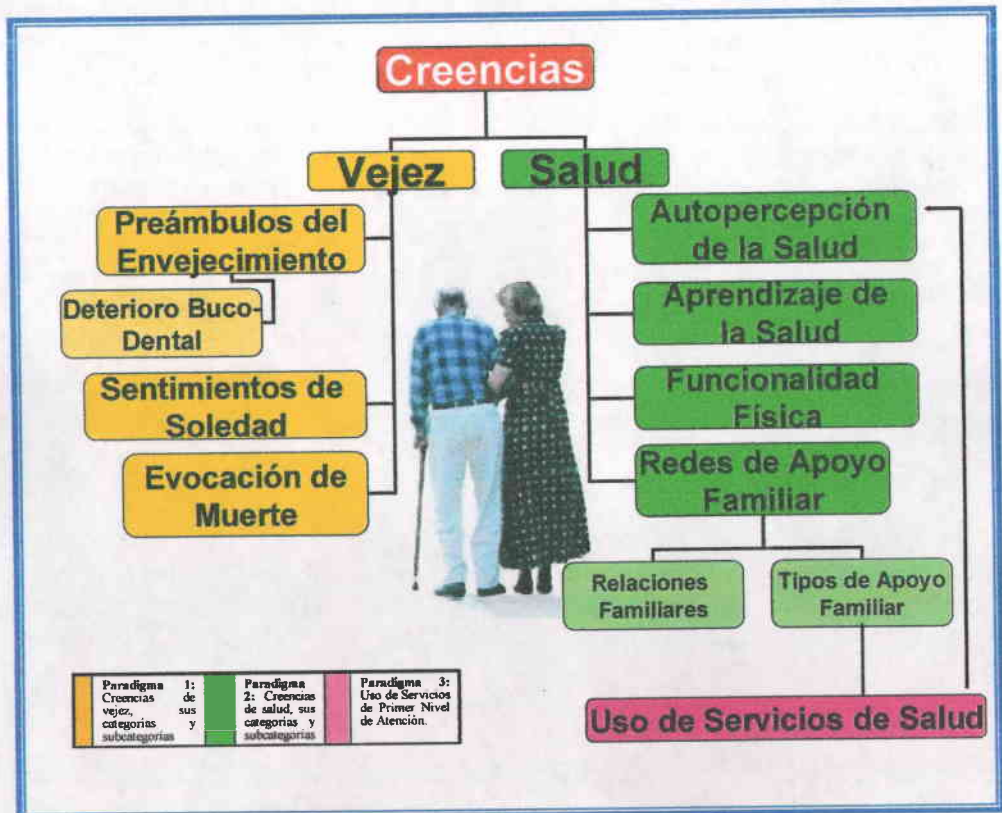 Creencias
Vejez
Salud
Preámbulos del
Envejecimiento
Deterioro Buco-
Dental
Sentimientos de
Soledad
Evocación de
Muerte
Autopercepción
de la Salud
Aprendizaje de
la Salud
Funcionalidad
Física
Redes de Apoyo
Familiar
Relaciones
Familiares
Tipos de Apoyo
Familiar
Uso de Servicios de Salud
Paradigma 1:
Creencias de
vejez, sus
categorías y
subcategorías
Paradigma
2: Creencias
de salud, sus
categorías y
subcategorías
Paradigma 3:
Uso de Servicios
de Primer Nivel
de Atención.